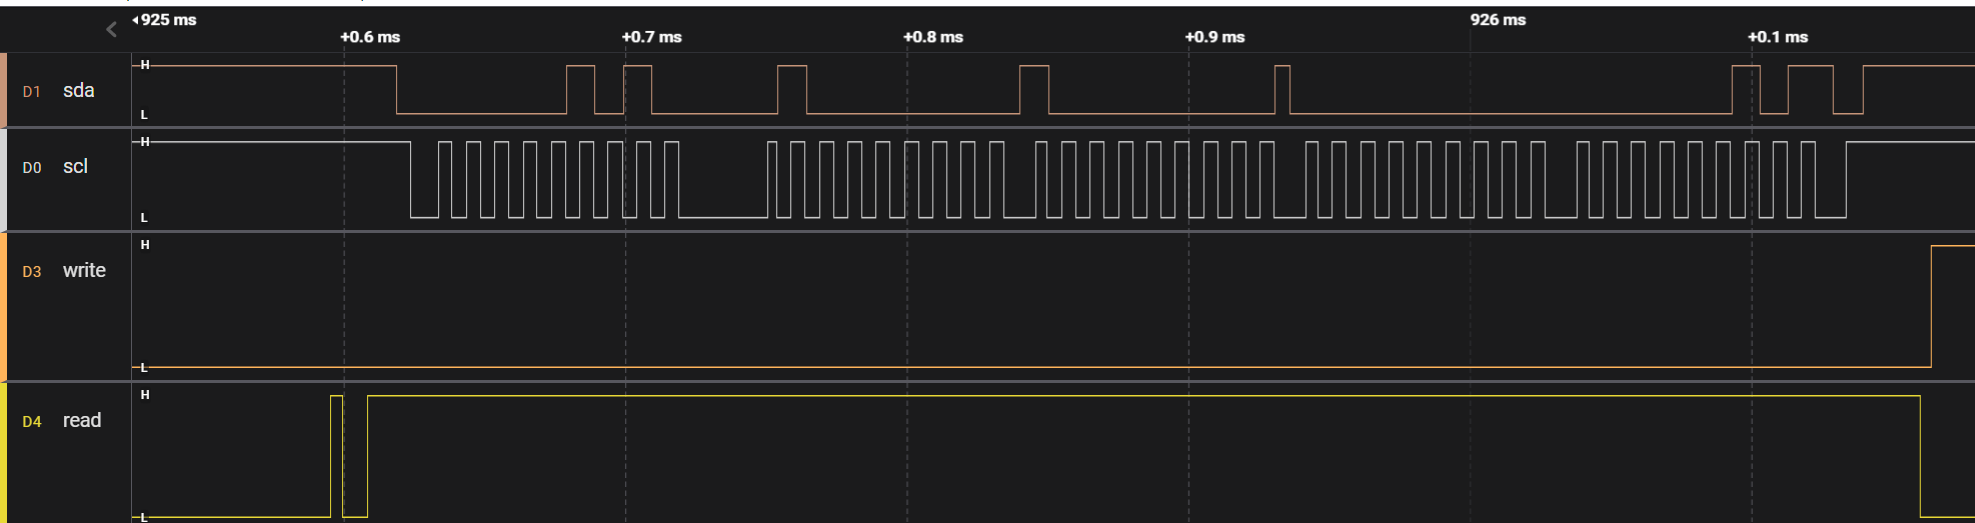 925 ms
926 ms
+0.6 ms
+0.7 ms
+0.8 ms
+0.9 ms
+0.1 ms
H
D1 sda
L
H
D0 scl
L
H
D3 write
L
H
D4 read
L